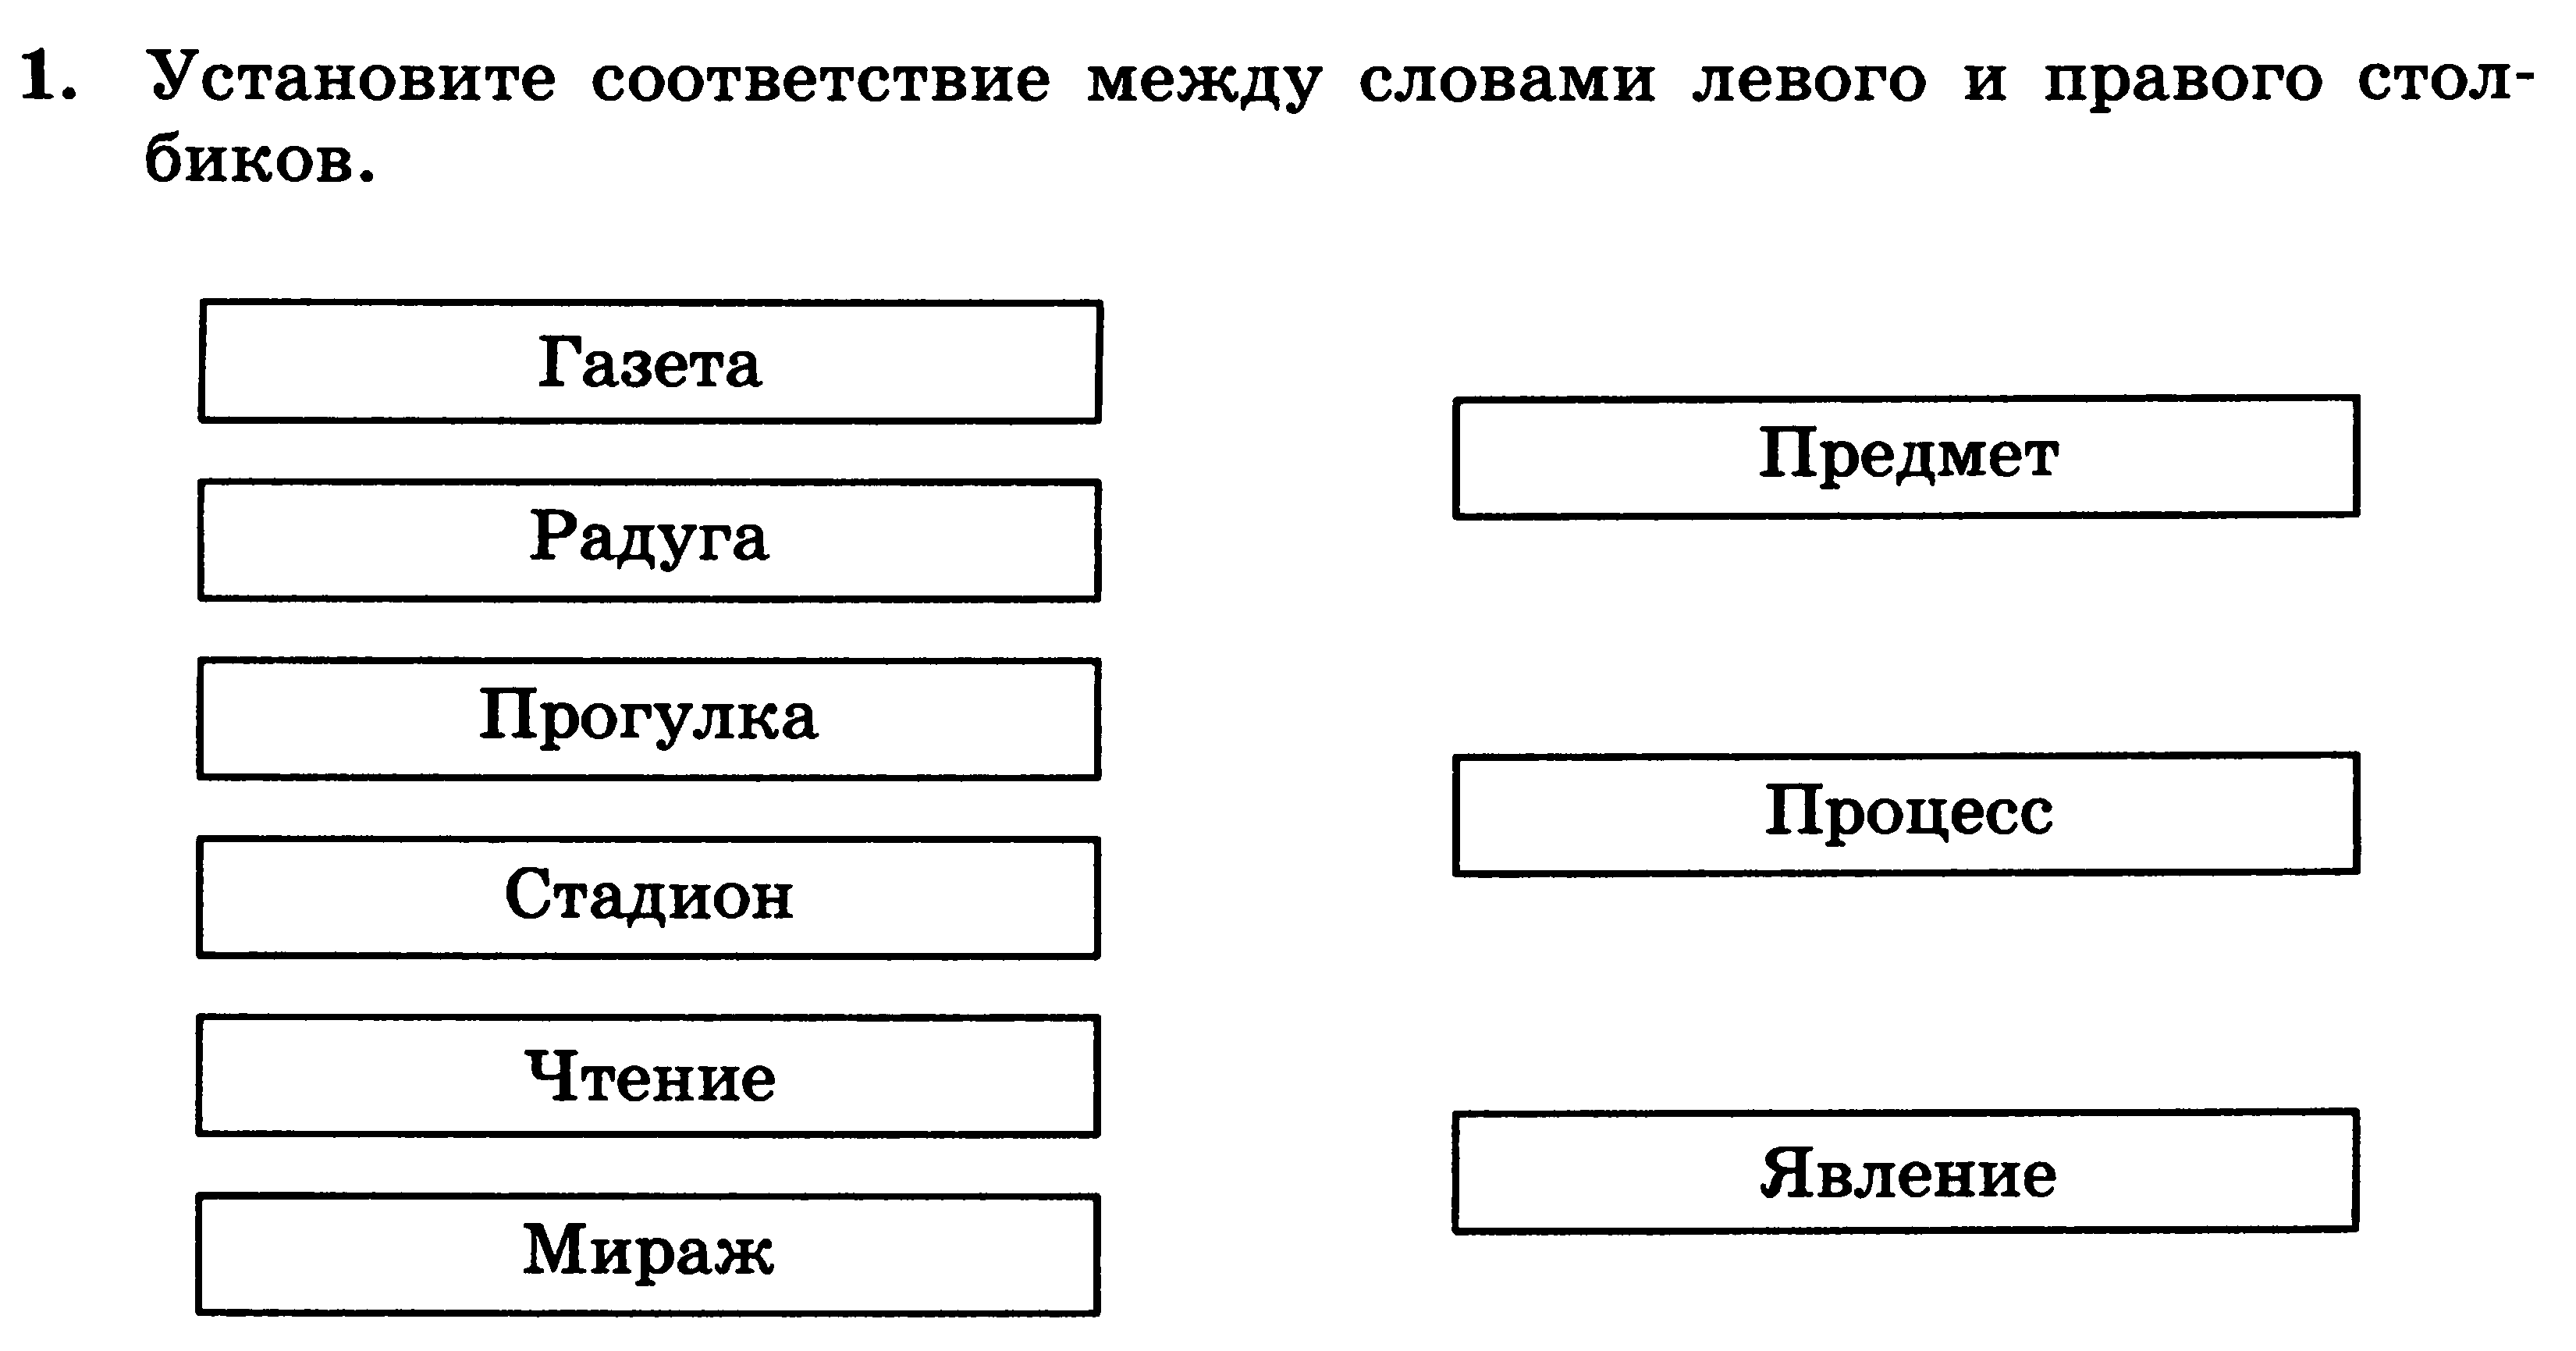 1. Установите соответствие между словами левого и правого стол-
биков.
Газета
Радуга
Прогулка
Стадион
Чтение
Мираж
Предмет
Процесс
Явление